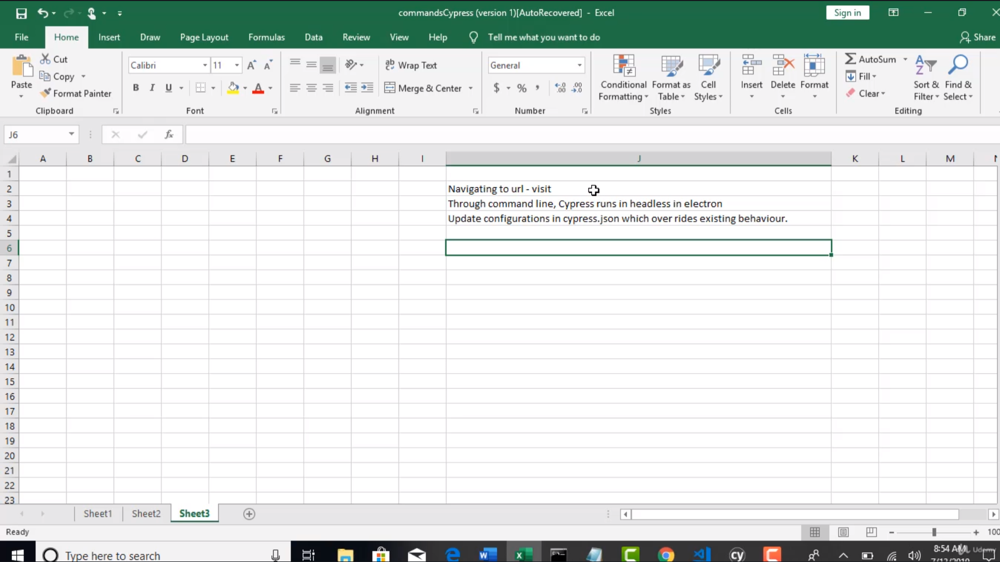 commandsCypress (version 1)[AutoRecovered] - Excel
Sign in
File Home Insert Draw Page Layout Formulas Data Review View Help Tell me what you want to do Share
Paste
Cut
Copy
Format Painter
Clipboard
Calibri 11
B I U
Font
Wrap Text
Merge & Center
Alignment
General
$ % ,
Number
Conditional Formatting
Format as Table
Cell Styles
Styles
Insert Delete Format
Cells
AutoSum
Fill
Clear
Sort & Filter
Find & Select
Editing
J6
fx
A B C D E F G H I J K L M
1
2 Navigating to url - visit
3 Through command line, Cypress runs in headless in electron
4 Update configurations in cypress.json which over rides existing behaviour.
5
6
7
8
9
10
11
12
13
14
15
16
17
18
19
20
21
22
23
Sheet1 Sheet2 Sheet3
Ready
100
Type here to search
8:54 AM
Udemy